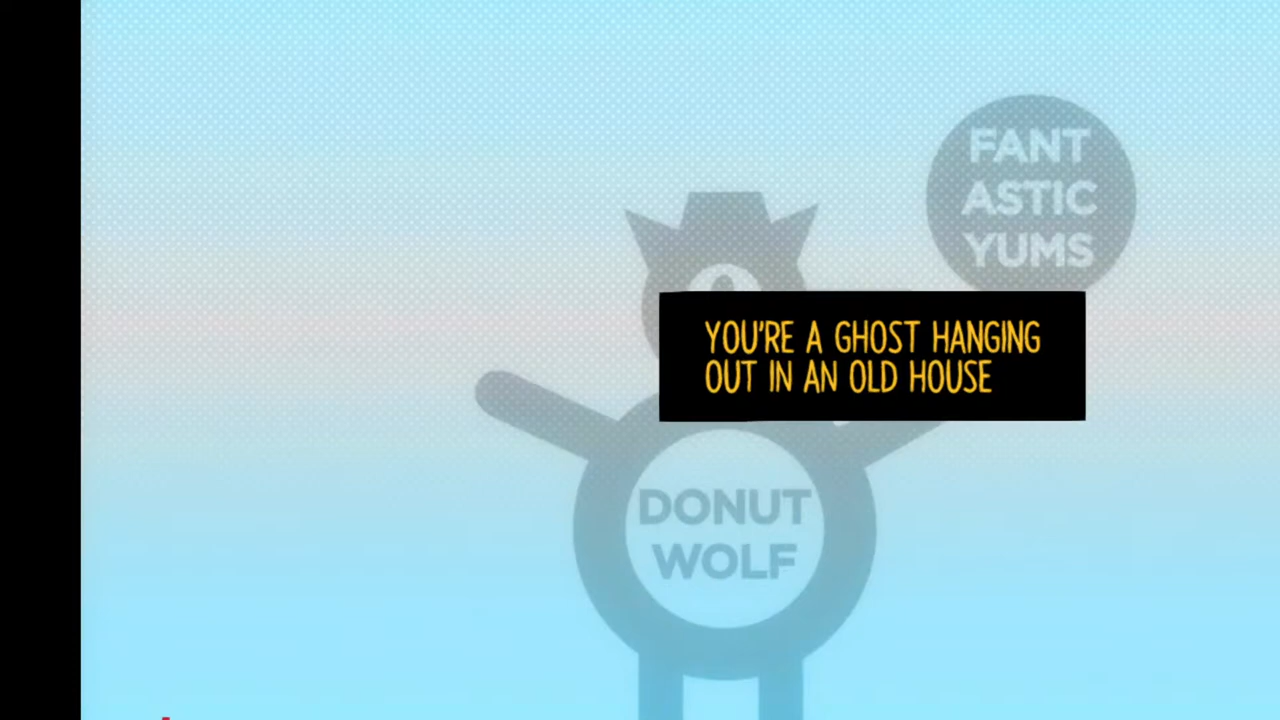 FANT
ASTIC
YUMS
YOU'RE A GHOST HANGING
OUT IN AN OLD HOUSE
DONUT
WOLF